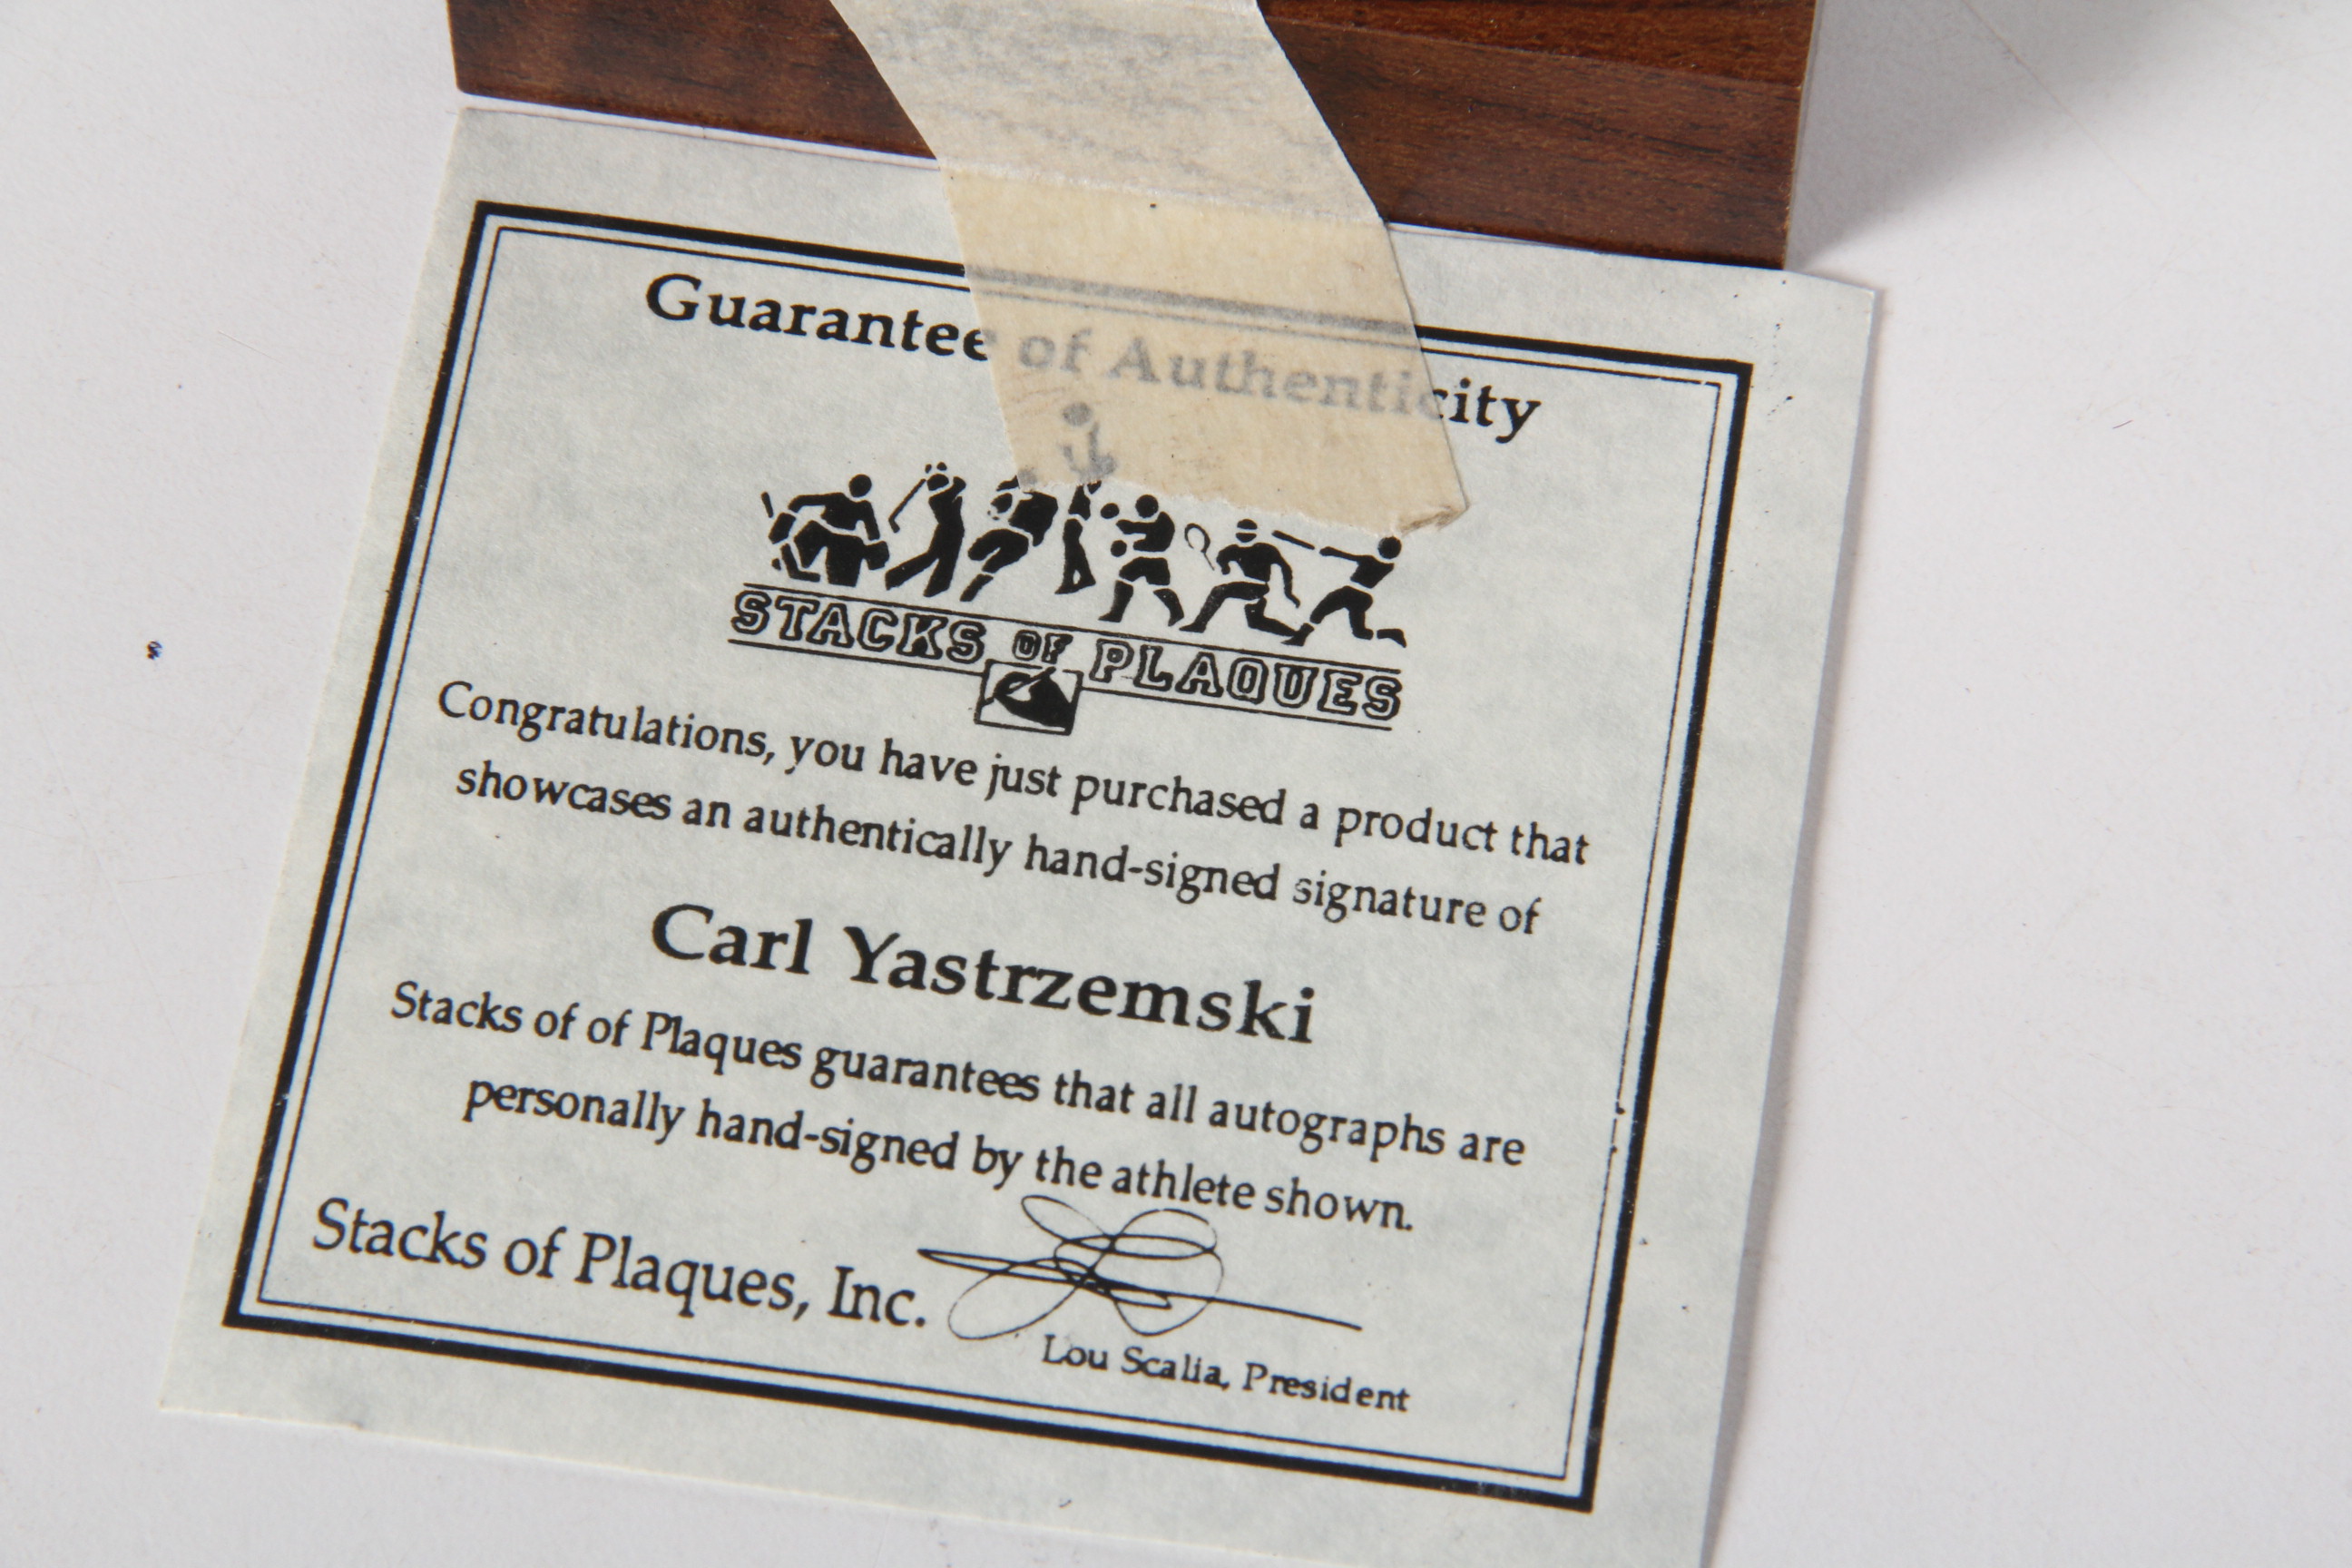 Guarantee of Authenticity
STACKS OF PLAQUES
Congratulations, you have just purchased a product that
showcases an authentically hand-signed signature of
Carl Yastrzemski
Stacks of of Plaques guarantees that all autographs are
personally hand-signed by the athlete shown.
Stacks of Plaques, Inc.
Lou Scalia, President